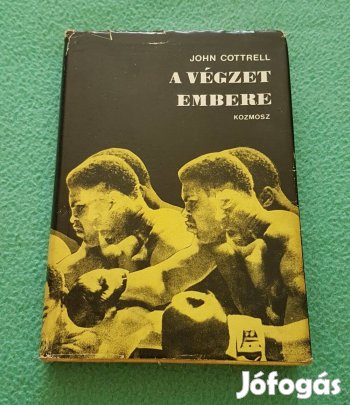 JOHN COTTRELL
A VÉGZET
EMBERE
KOZMOSZ
Jófogás